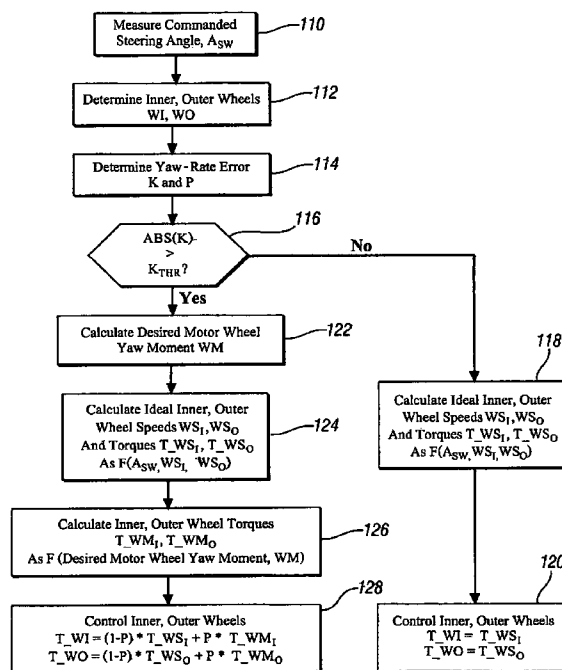 Measure Commanded
Steering Angle, A_SW
110
Determine Inner, Outer Wheels
WI, WO
112
Determine Yaw-Rate Error
K and P
114
ABS(K)-
>
K_THR?
116
No
Yes
Calculate Desired Motor Wheel
Yaw Moment WM
122
Calculate Ideal Inner, Outer
Wheel Speeds WS_I, WS_O
And Torques T_WS_I, T_WS_O
As F(A_SW, WS_I, WS_O)
124
Calculate Inner, Outer Wheel Torques
T_WM_I, T_WM_O
As F (Desired Motor Wheel Yaw Moment, WM)
126
Control Inner, Outer Wheels
T_WI = (1-P)* T_WS_I + P* T_WM_I
T_WO = (1-P)* T_WS_O + P* T_WM_O
128
118
Calculate Ideal Inner, Outer
Wheel Speeds WS_I, WS_O
And Torques T_WS_I, T_WS_O
As F(A_SW, WS_I, WS_O)
120
Control Inner, Outer Wheels
T_WI = T_WS_I
T_WO = T_WS_O